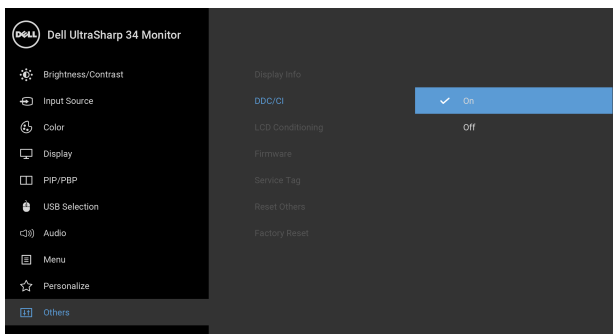 DELL Dell UltraSharp 34 Monitor
Brightness/Contrast
Display Info
Input Source
DDC/CI
On
Color
LCD Conditioning
Off
Display
Firmware
PIP/PBP
Service Tag
USB Selection
Reset Others
Audio
Factory Reset
Menu
Personalize
Others